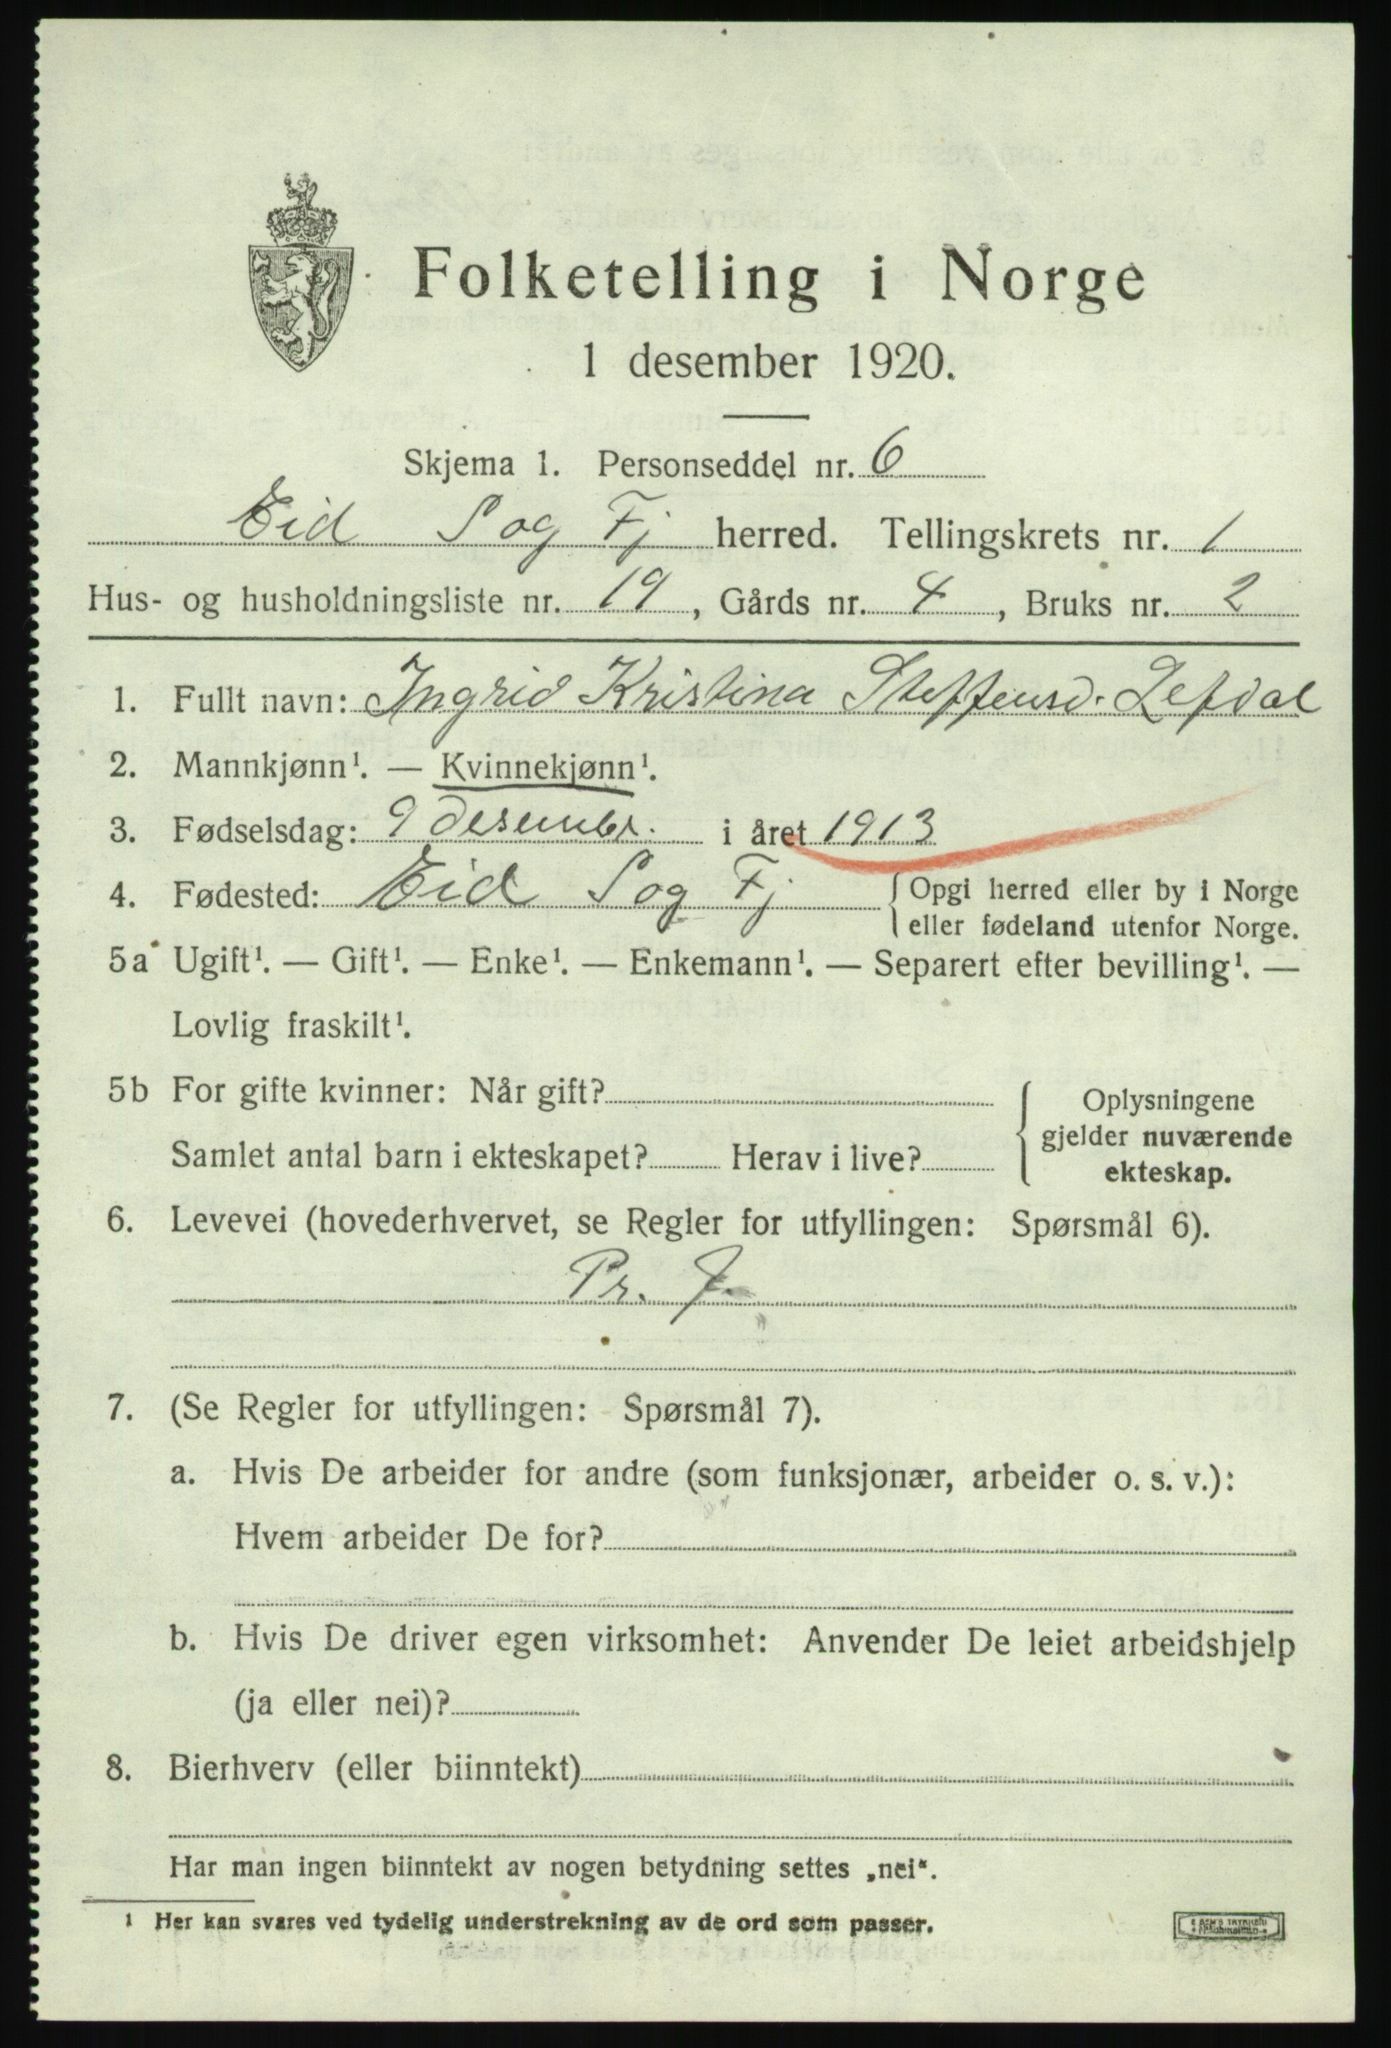 Folketelling i Norge
1 desember 1920.
Skjema 1. Personseddel nr. 6
Eid S og Fj herred. Tellingskrets nr. 1
Hus- og husholdningsliste nr. 19, Gårds nr. 4, Bruks nr. 2
1. Fullt navn: Ingrid Kristina Steffensd. Lefdal
2. Mannkjønn¹. — Kvinnekjønn¹.
3. Fødselsdag: 9 desembr. i året 1913
4. Fødested: Eid S og Fj {Opgi herred eller by i Norge
eller fødeland utenfor Norge.
5a Ugift¹. — Gift¹. — Enke¹. — Enkemann¹. — Separert efter bevilling¹. —
Lovlig fraskilt¹.
5b For gifte kvinner: Når gift?
Samlet antal barn i ekteskapet? Herav i live?
Oplysningene
gjelder nuværende
ekteskap.
6. Levevei (hovederhvervet, se Regler for utfyllingen: Spørsmål 6).
Pr. J.
7. (Se Regler for utfyllingen: Spørsmål 7).
a. Hvis De arbeider for andre (som funksjonær, arbeider o. s. v.):
Hvem arbeider De for?
b. Hvis De driver egen virksomhet: Anvender De leiet arbeidshjelp
(ja eller nei)?
8. Bierhverv (eller biinntekt)
Har man ingen biinntekt av nogen betydning settes „nei".
¹ Her kan svares ved tydelig understrekning av de ord som passer.